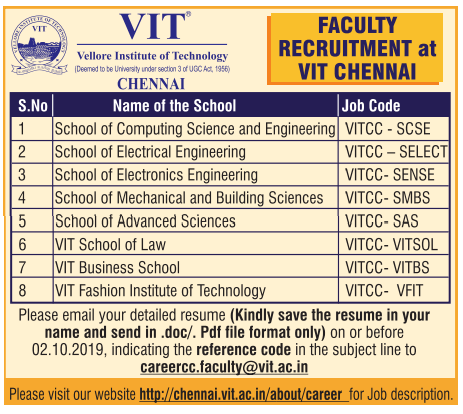 VIT®
Vellore Institute of Technology
(Deemed to be University under section 3 of UGC Act, 1956)
CHENNAI
FACULTY
RECRUITMENT at
VIT CHENNAI
S.No Name of the School Job Code
1 School of Computing Science and Engineering VITCC - SCSE
2 School of Electrical Engineering VITCC – SELECT
3 School of Electronics Engineering VITCC- SENSE
4 School of Mechanical and Building Sciences VITCC- SMBS
5 School of Advanced Sciences VITCC- SAS
6 VIT School of Law VITCC- VITSOL
7 VIT Business School VITCC- VITBS
8 VIT Fashion Institute of Technology VITCC- VFIT
Please email your detailed resume (Kindly save the resume in your
name and send in .doc/. Pdf file format only) on or before
02.10.2019, indicating the reference code in the subject line to
careercc.faculty@vit.ac.in
Please visit our website http://chennai.vit.ac.in/about/career for Job description.